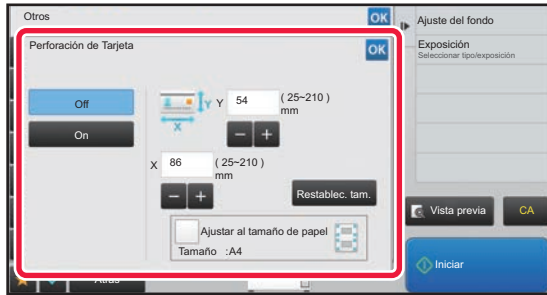 Otros
OK
Perforación de Tarjeta
OK
Off
On
Y
X
Y
54
( 25~210 )
mm
X
86
( 25~210 )
mm
Restablec. tam.
Ajustar al tamaño de papel
Tamaño :A4
Atrás
Ajuste del fondo
Exposición
Seleccionar tipo/exposición
Vista previa
CA
Iniciar